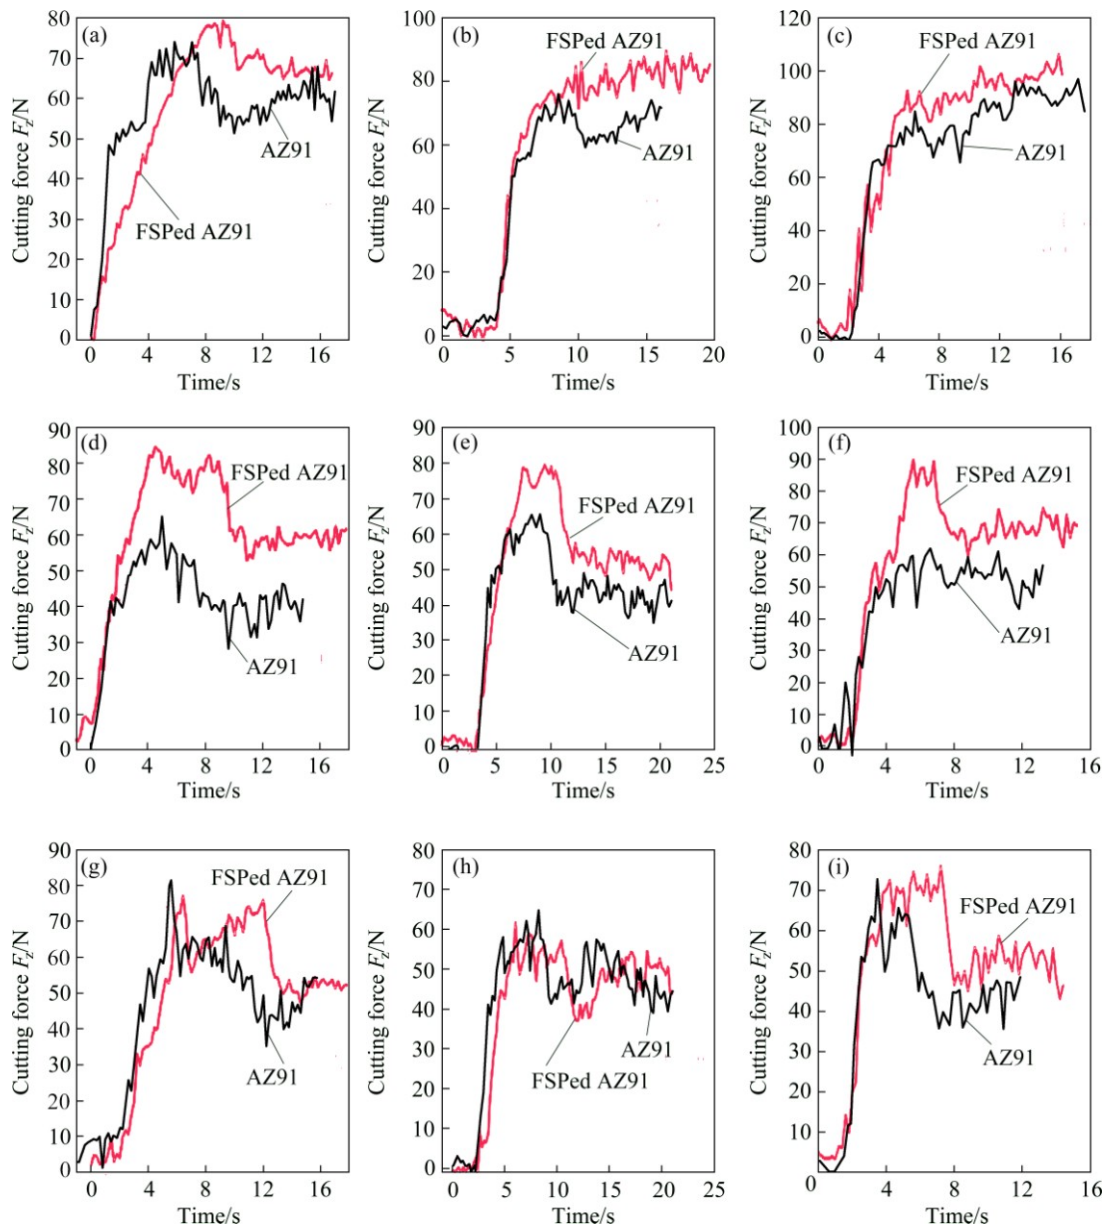 (a)
80
70
60
50
40
30
20
10
0
Cutting force Fz/N
AZ91
FSPed AZ91
0 4 8 12 16
Time/s
(b)
100
80
60
40
20
0
Cutting force Fz/N
FSPed AZ91
AZ91
0 5 10 15 20
Time/s
(c)
120
100
80
60
40
20
0
Cutting force Fz/N
FSPed AZ91
AZ91
0 4 8 12 16
Time/s
(d)
90
80
70
60
50
40
30
20
10
0
Cutting force Fz/N
FSPed AZ91
AZ91
0 4 8 12 16
Time/s
(e)
90
80
70
60
50
40
30
20
10
0
Cutting force Fz/N
FSPed AZ91
AZ91
0 5 10 15 20 25
Time/s
(f)
100
90
80
70
60
50
40
30
20
10
0
Cutting force Fz/N
FSPed AZ91
AZ91
0 4 8 12 16
Time/s
(g)
90
80
70
60
50
40
30
20
10
0
Cutting force Fz/N
FSPed AZ91
AZ91
0 4 8 12 16
Time/s
(h)
80
70
60
50
40
30
20
10
0
Cutting force Fz/N
AZ91
FSPed AZ91
0 5 10 15 20 25
Time/s
(i)
80
70
60
50
40
30
20
10
0
Cutting force Fz/N
FSPed AZ91
AZ91
0 4 8 12 16
Time/s